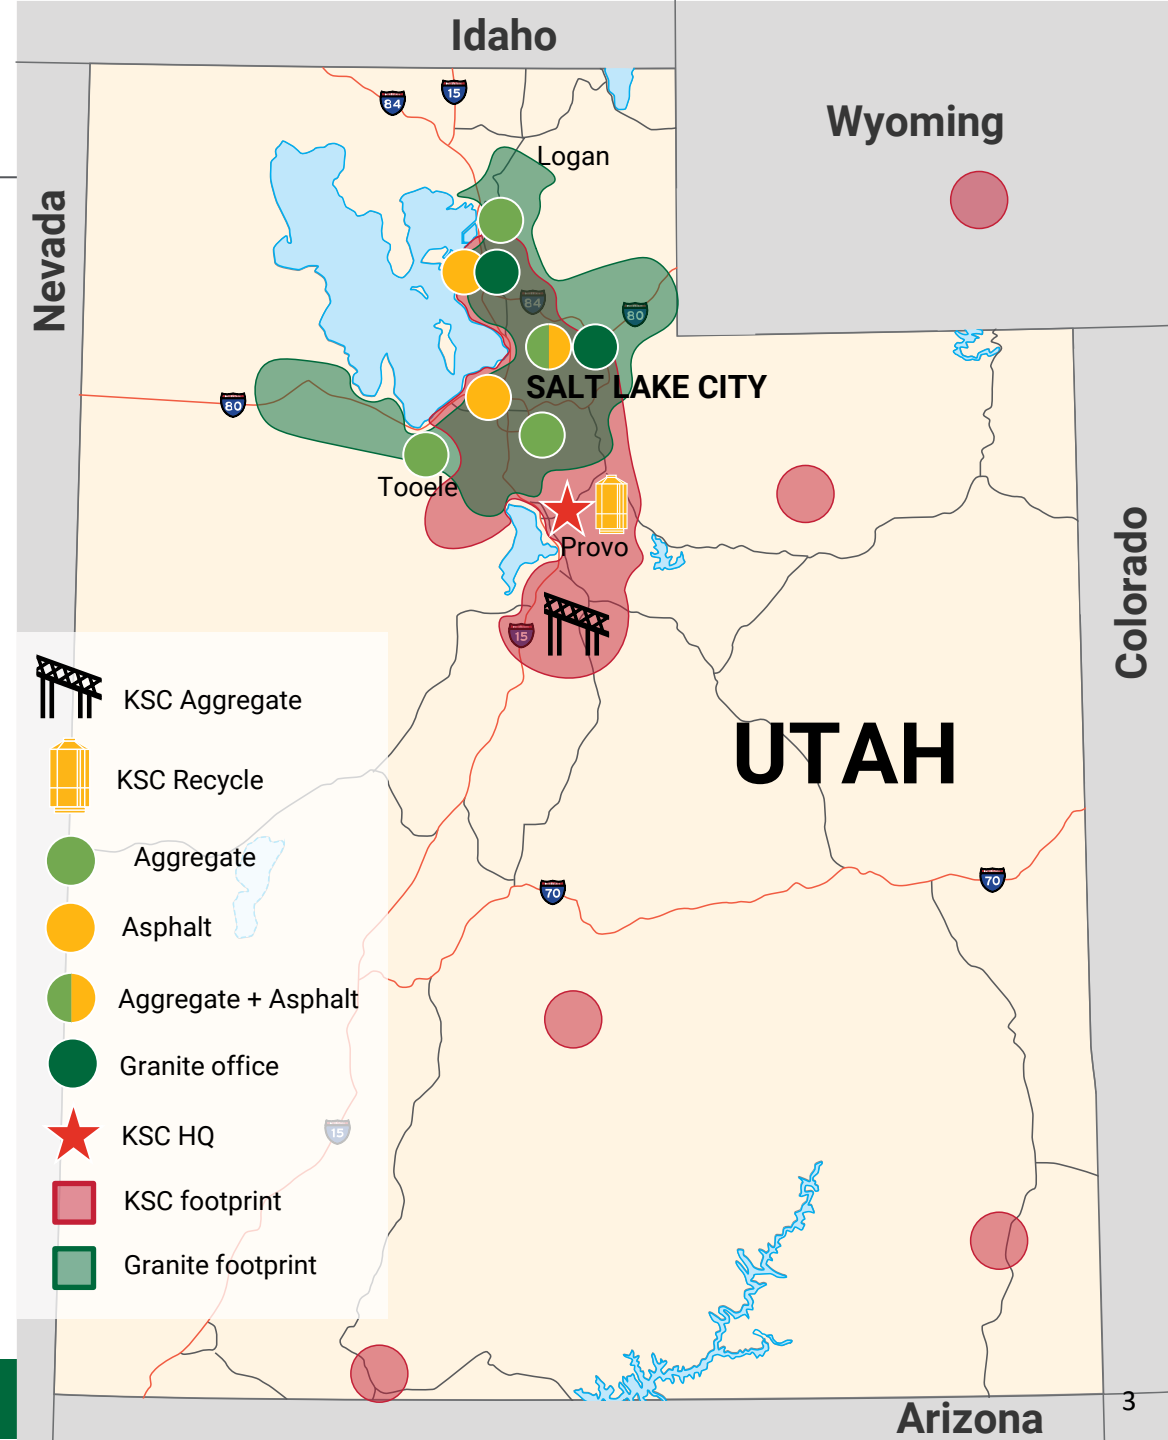 Idaho
84
15
Wyoming
Logan
Nevada
84
80
SALT LAKE CITY
80
Tooele
Provo
Colorado
15
KSC Aggregate
UTAH
KSC Recycle
Aggregate
70
70
Asphalt
Aggregate + Asphalt
Granite office
15
KSC HQ
KSC footprint
Granite footprint
3
Arizona